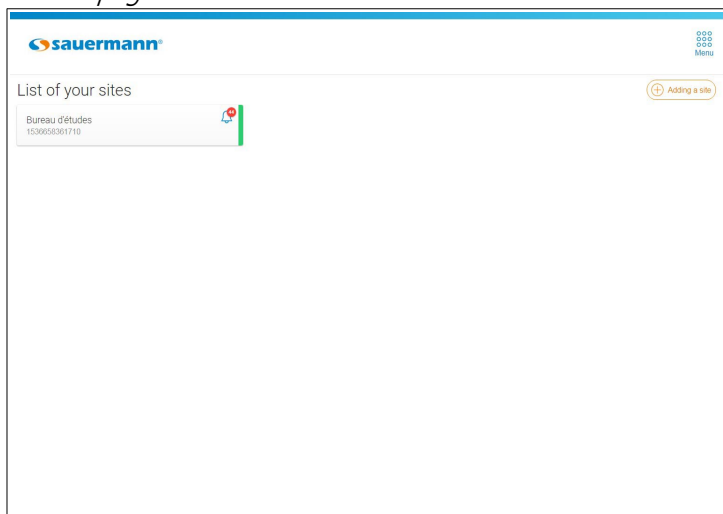 sauermann®
Menu
List of your sites
Adding a site
Bureau d'études
1536658361710